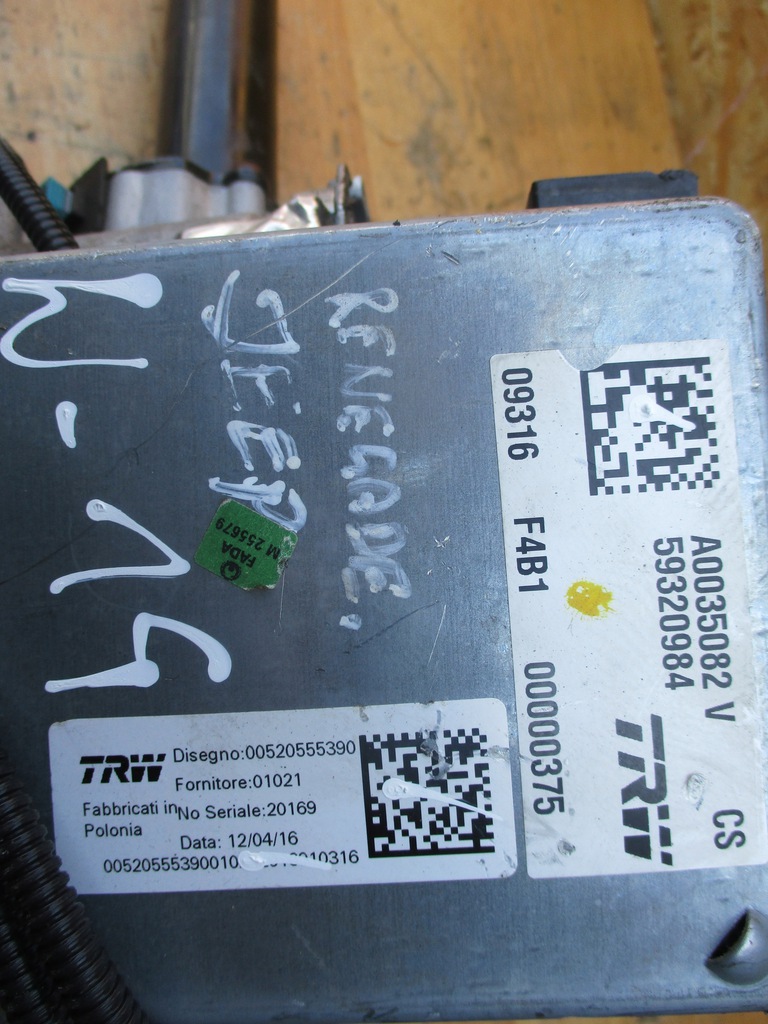 RENEGADE.
JEEP
N-14
FADA
M 255679
A0035082 V CS
59320984
TRW
09316 F4B1 00000375
TRW
Disegno:00520555390
Fornitore:01021
Fabbricati in
Polonia
No Seriale:20169
Data: 12/04/16